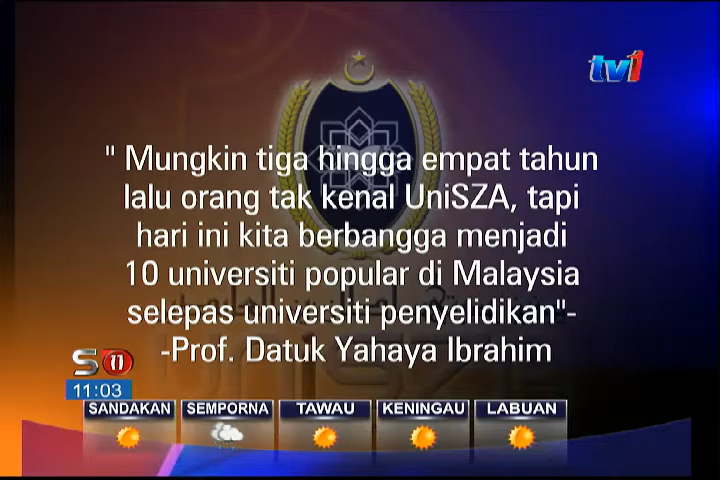 tv1
" Mungkin tiga hingga empat tahun
lalu orang tak kenal UniSZA, tapi
hari ini kita berbangga menjadi
10 universiti popular di Malaysia
selepas universiti penyelidikan"-
-Prof. Datuk Yahaya Ibrahim
S 11
11:03
SANDAKAN SEMPORNA TAWAU KENINGAU LABUAN